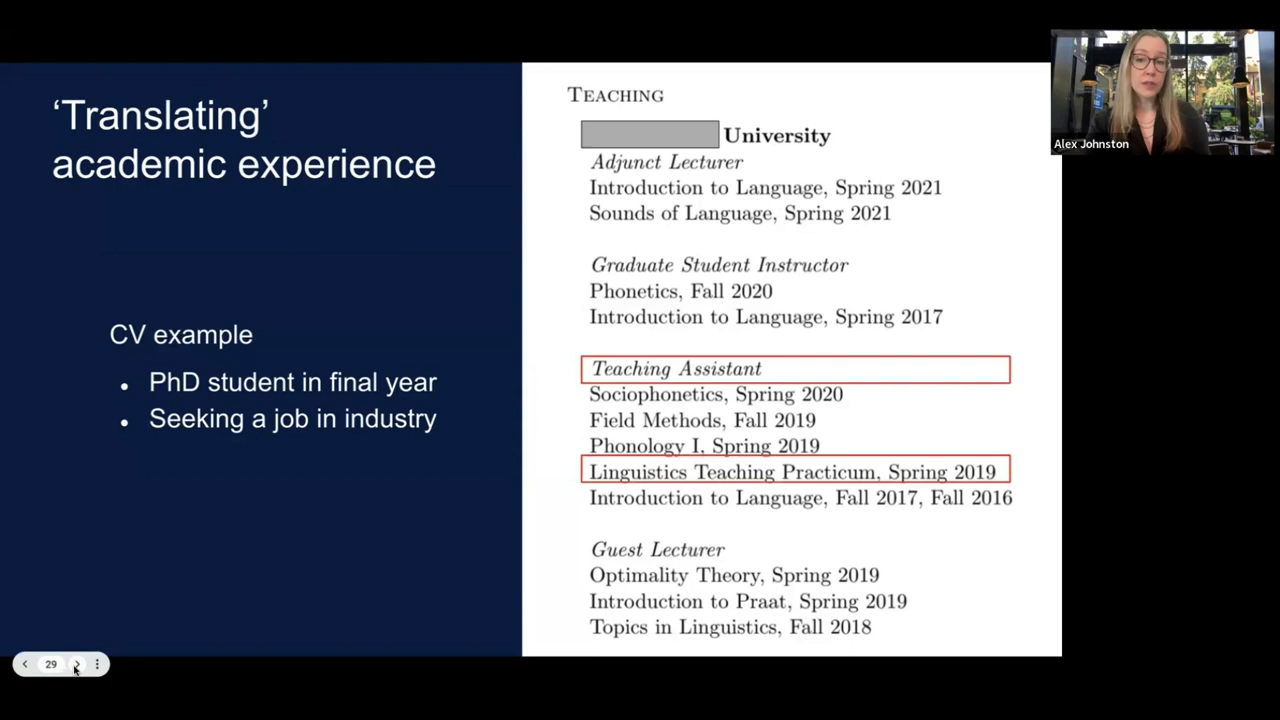 ‘Translating’
academic experience
CV example
• PhD student in final year
• Seeking a job in industry
TEACHING
University
Adjunct Lecturer
Introduction to Language, Spring 2021
Sounds of Language, Spring 2021
Graduate Student Instructor
Phonetics, Fall 2020
Introduction to Language, Spring 2017
Teaching Assistant
Sociophonetics, Spring 2020
Field Methods, Fall 2019
Phonology I, Spring 2019
Linguistics Teaching Practicum, Spring 2019
Introduction to Language, Fall 2017, Fall 2016
Guest Lecturer
Optimality Theory, Spring 2019
Introduction to Praat, Spring 2019
Topics in Linguistics, Fall 2018
Alex Johnston
29